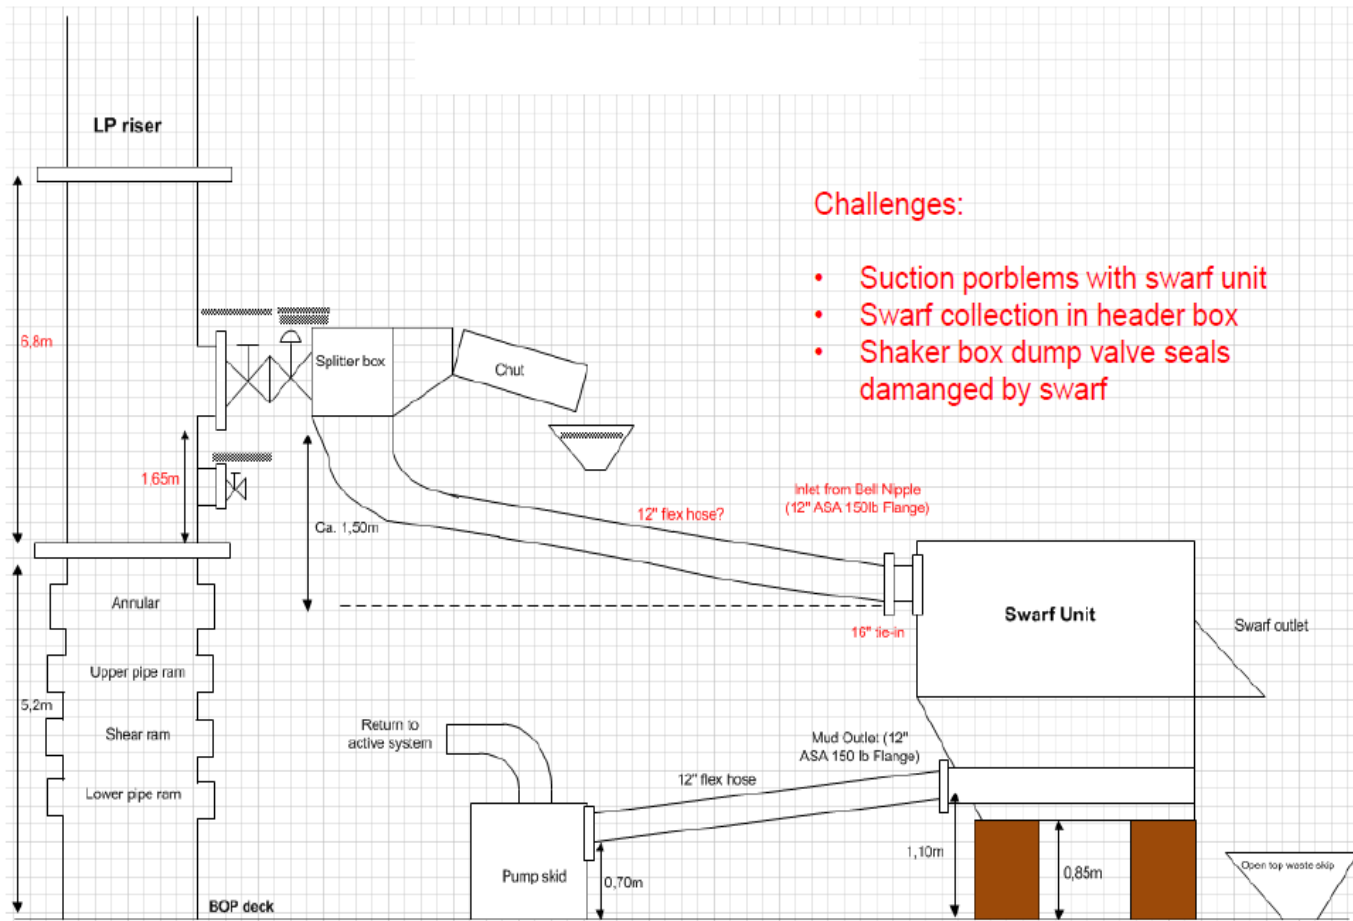 LP riser
Challenges:
• Suction porblems with swarf unit
• Swarf collection in header box
• Shaker box dump valve seals
damanged by swarf
6,8m
Splitter box
Chut
1,65m
Ca. 1,50m
12" flex hose?
Inlet from Bell Nipple
(12" ASA 150lb Flange)
16" tie-in
Swarf Unit
Swarf outlet
Annular
Upper pipe ram
5,2m
Shear ram
Lower pipe ram
Return to
active system
Mud Outlet (12"
ASA 150 lb Flange)
12" flex hose
Pump skid
0,70m
1,10m
0,85m
Open top waste skip
BOP deck